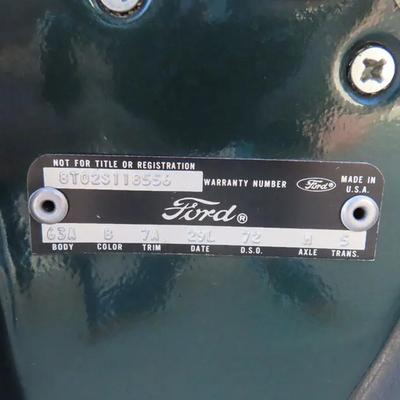 NOT FOR TITLE OR REGISTRATION
8T02S118556 WARRANTY NUMBER Ford ® MADE IN U.S.A.
Ford ®
63A B 7A 29L 72 M 5
BODY COLOR TRIM DATE D.S.O. AXLE TRANS.